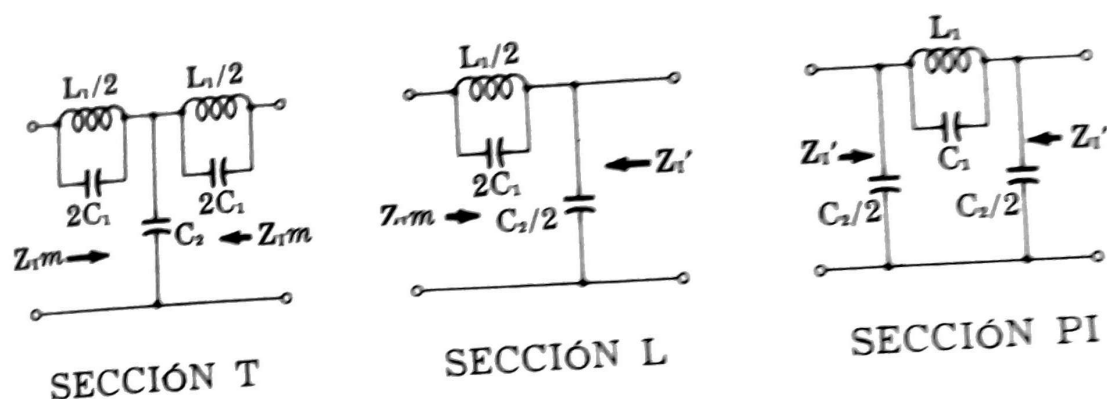 L₁/2 L₁/2
2C₁ 2C₁
C₂
Z₁m Z₁m
SECCIÓN T
L₁/2
2C₁
Z₁'
Z₁m C₂/2
SECCIÓN L
L₁
C₁
Z₁' Z₁'
C₂/2 C₂/2
SECCIÓN PI